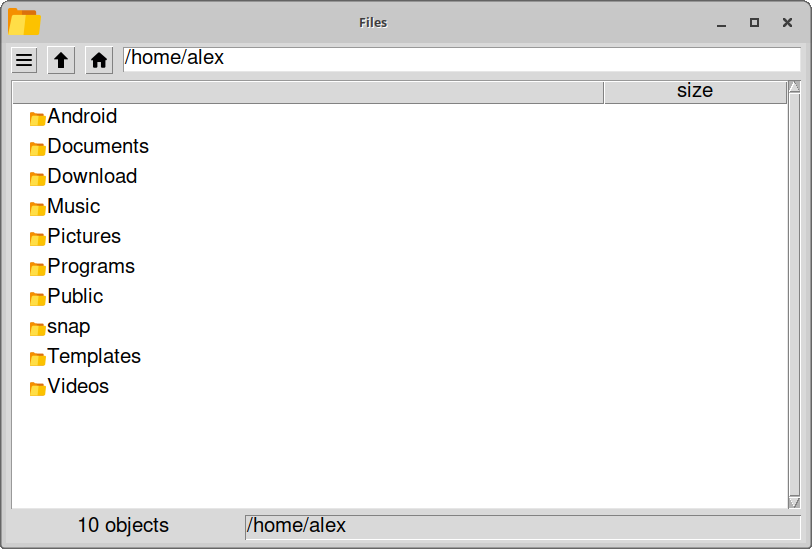 Files
/home/alex
size
Android
Documents
Download
Music
Pictures
Programs
Public
snap
Templates
Videos
10 objects
/home/alex